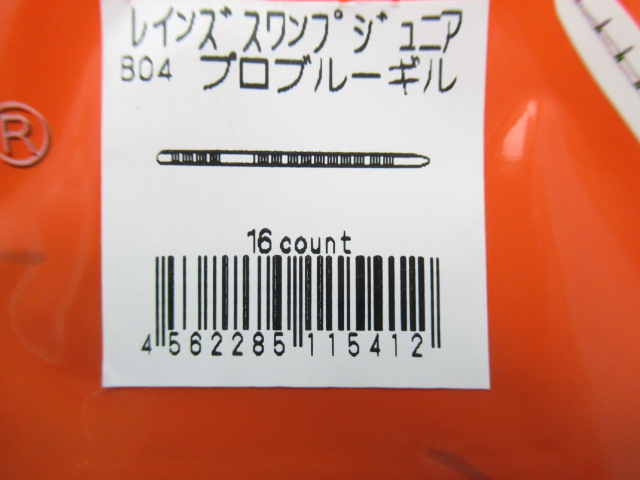 レインズスワンプジュニア
B04 プロブルーギル
®
16 count
4 562285 115412